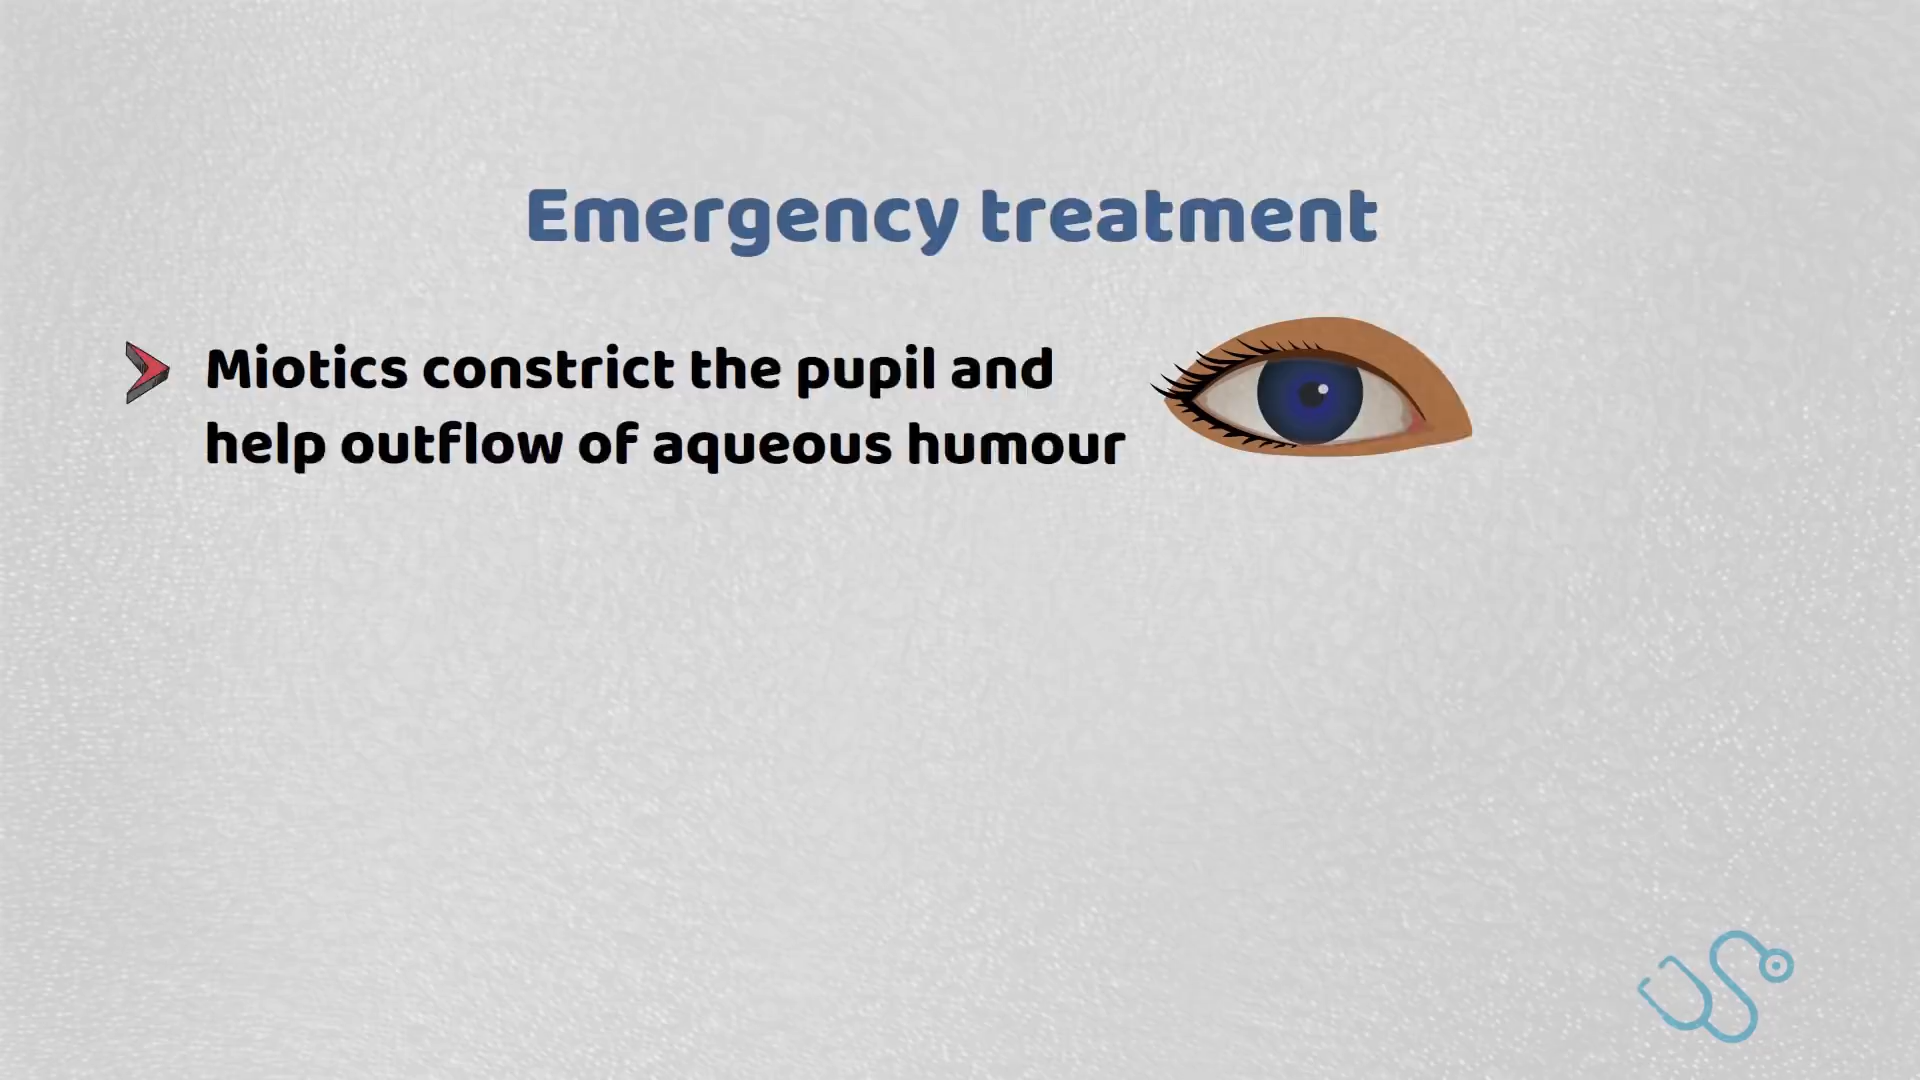 Emergency treatment
Miotics constrict the pupil and
help outflow of aqueous humour